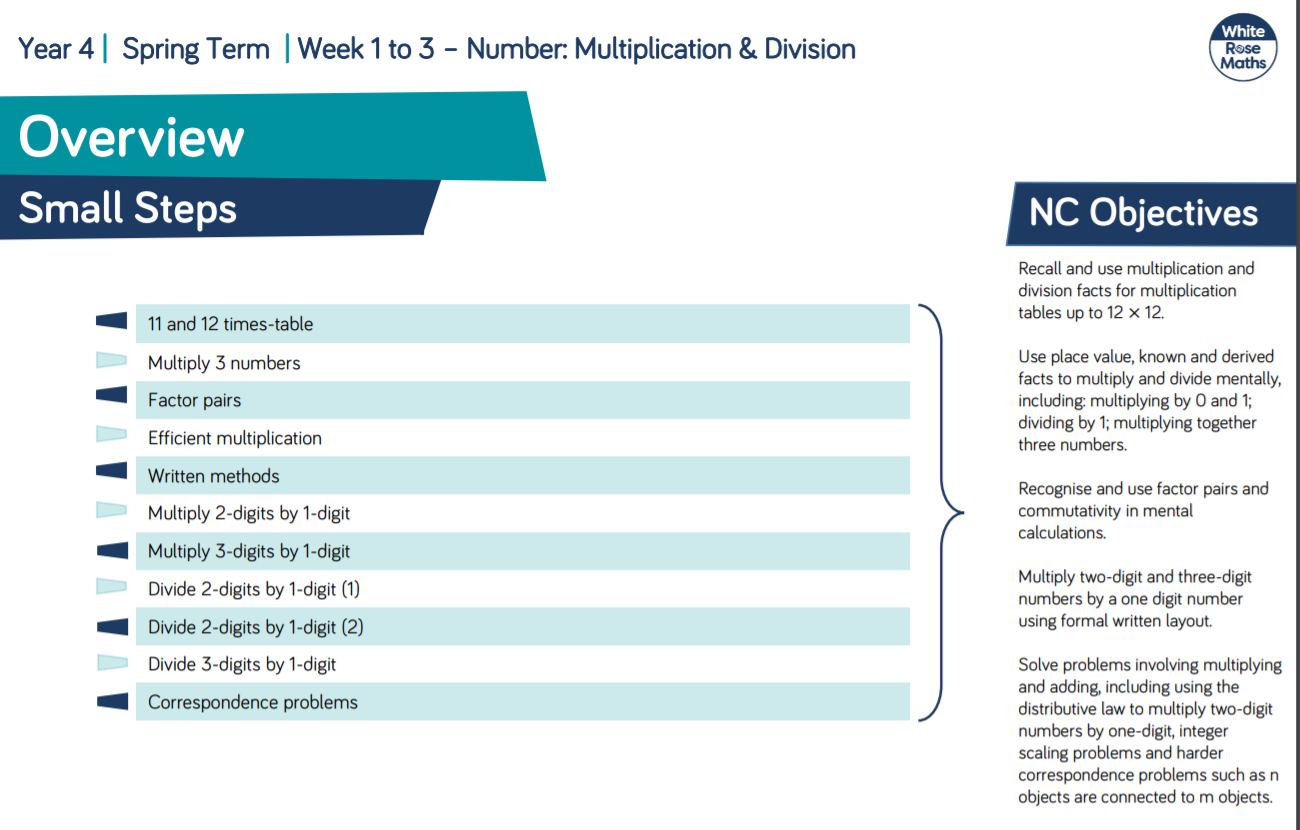 Year 4 | Spring Term | Week 1 to 3 – Number: Multiplication & Division
White
Rose
Maths
Overview
Small Steps
NC Objectives
11 and 12 times-table
Multiply 3 numbers
Factor pairs
Efficient multiplication
Written methods
Multiply 2-digits by 1-digit
Multiply 3-digits by 1-digit
Divide 2-digits by 1-digit (1)
Divide 2-digits by 1-digit (2)
Divide 3-digits by 1-digit
Correspondence problems
Recall and use multiplication and
division facts for multiplication
tables up to 12 × 12.
Use place value, known and derived
facts to multiply and divide mentally,
including: multiplying by 0 and 1;
dividing by 1; multiplying together
three numbers.
Recognise and use factor pairs and
commutativity in mental
calculations.
Multiply two-digit and three-digit
numbers by a one digit number
using formal written layout.
Solve problems involving multiplying
and adding, including using the
distributive law to multiply two-digit
numbers by one-digit, integer
scaling problems and harder
correspondence problems such as n
objects are connected to m objects.